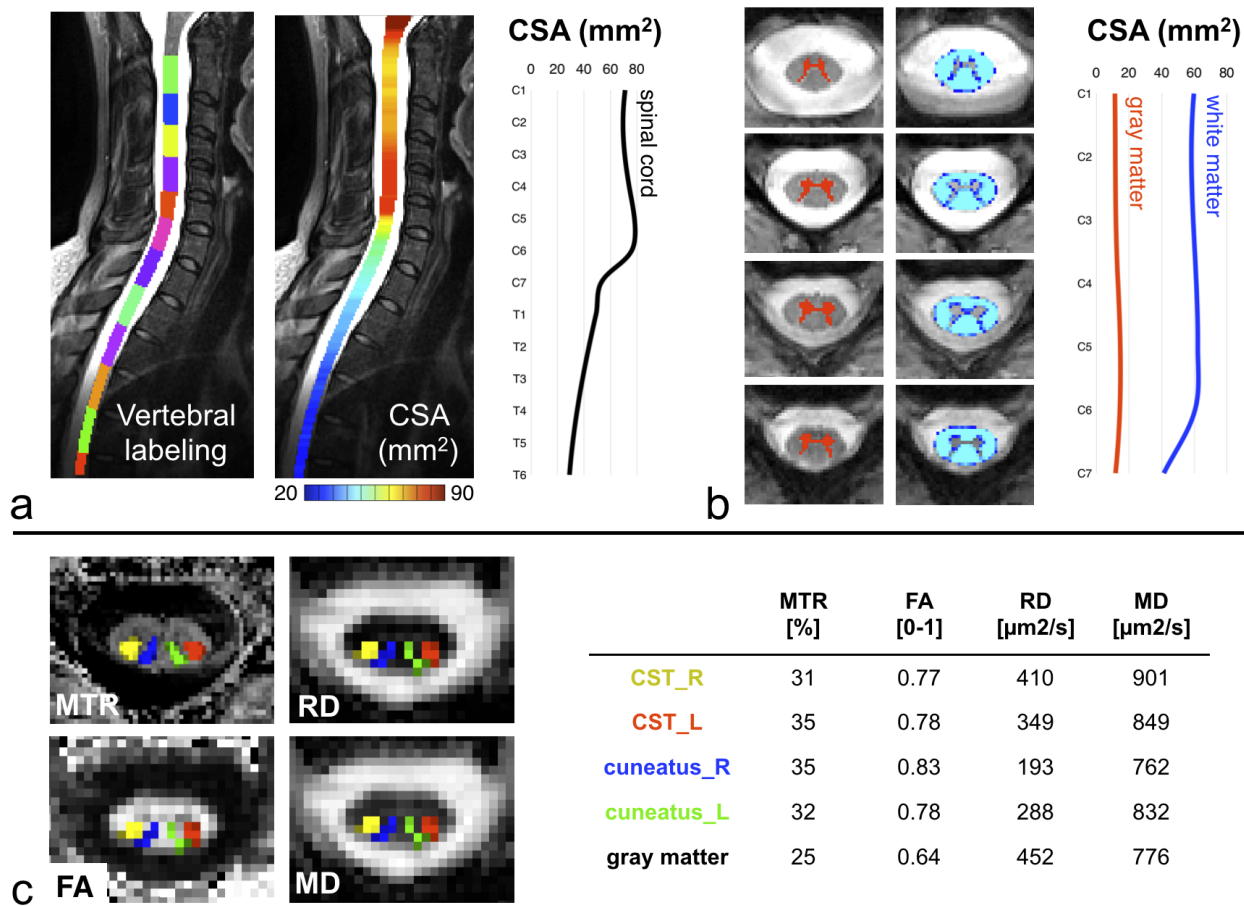 Vertebral
labeling
CSA
(mm²)
20
90
CSA (mm²)
0 20 40 60 80
C1
C2
C3
C4
C5
C6
C7
T1
T2
T3
T4
T5
T6
spinal cord
a
CSA (mm²)
0 20 40 60 80
C1
C2
C3
C4
C5
C6
C7
gray matter
white matter
b
MTR
RD
FA
MD
c
MTR FA RD MD
[%] [0-1] [µm2/s] [µm2/s]
CST_R 31 0.77 410 901
CST_L 35 0.78 349 849
cuneatus_R 35 0.83 193 762
cuneatus_L 32 0.78 288 832
gray matter 25 0.64 452 776